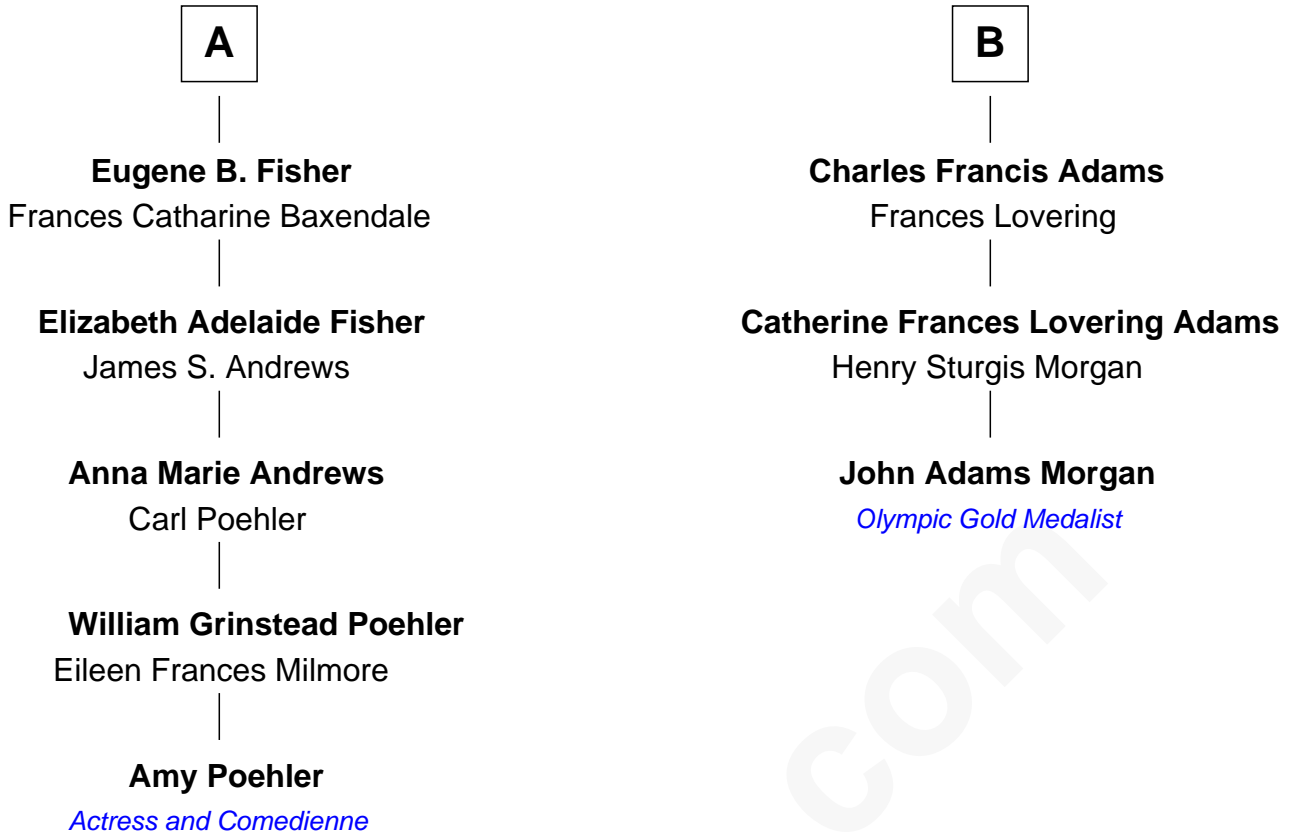 A
Eugene B. Fisher
Frances Catharine Baxendale
Elizabeth Adelaide Fisher
James S. Andrews
Anna Marie Andrews
Carl Poehler
William Grinstead Poehler
Eileen Frances Milmore
Amy Poehler
Actress and Comedienne
B
Charles Francis Adams
Frances Lovering
Catherine Frances Lovering Adams
Henry Sturgis Morgan
John Adams Morgan
Olympic Gold Medalist
com